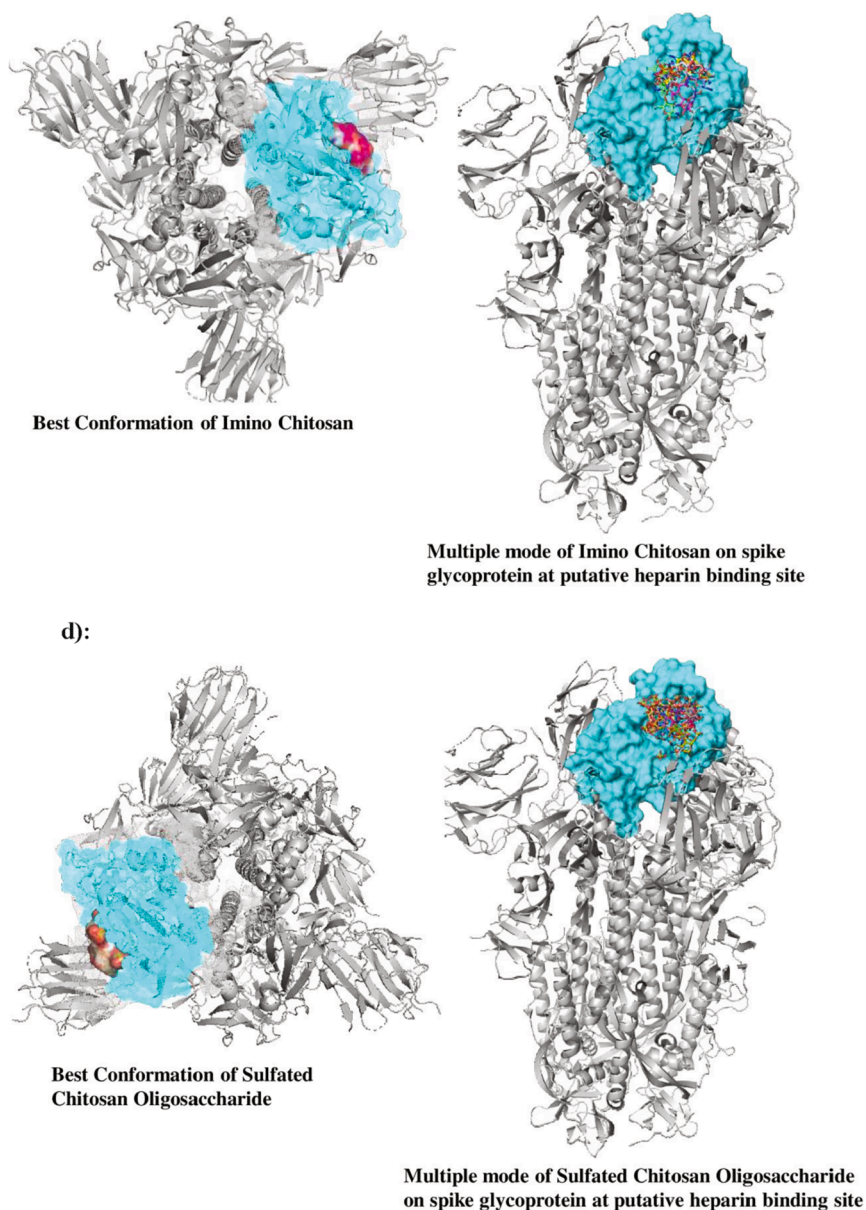 Best Conformation of Imino Chitosan
Multiple mode of Imino Chitosan on spike
glycoprotein at putative heparin binding site
d):
Best Conformation of Sulfated
Chitosan Oligosaccharide
Multiple mode of Sulfated Chitosan Oligosaccharide
on spike glycoprotein at putative heparin binding site